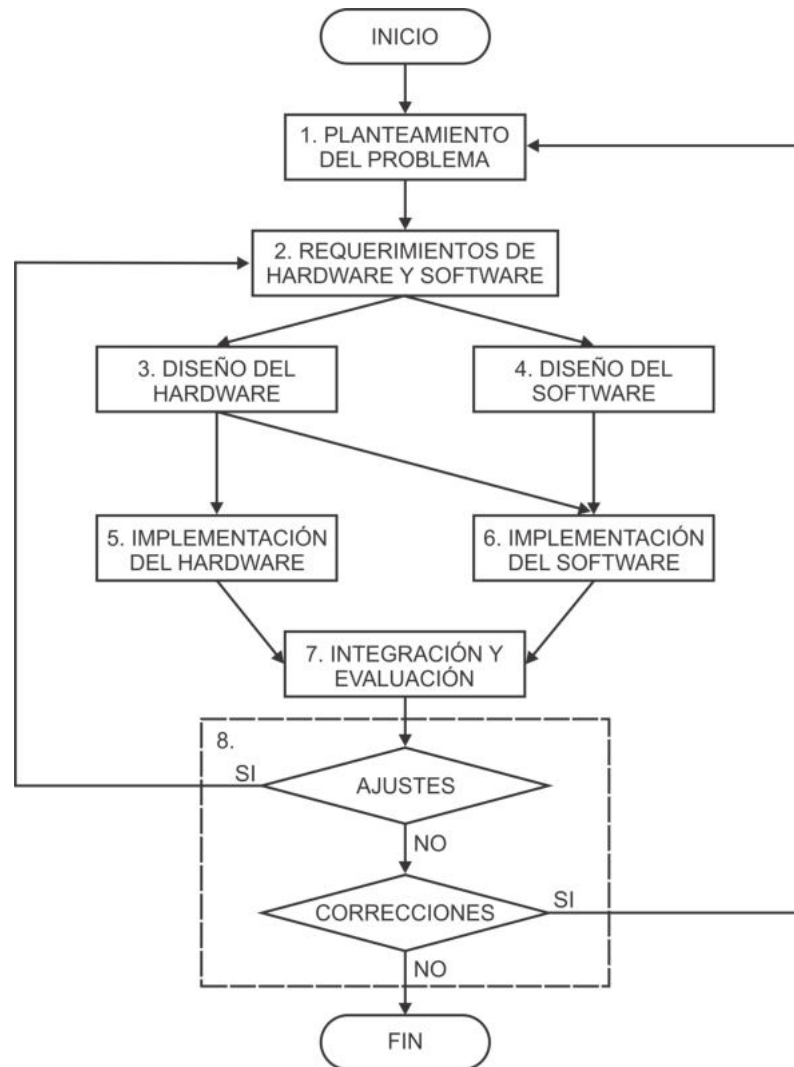 INICIO
1. PLANTEAMIENTO
DEL PROBLEMA
2. REQUERIMIENTOS DE
HARDWARE Y SOFTWARE
3. DISEÑO DEL
HARDWARE
4. DISEÑO DEL
SOFTWARE
5. IMPLEMENTACIÓN
DEL HARDWARE
6. IMPLEMENTACIÓN
DEL SOFTWARE
7. INTEGRACIÓN Y
EVALUACIÓN
8.
SI
AJUSTES
NO
CORRECCIONES
SI
NO
FIN